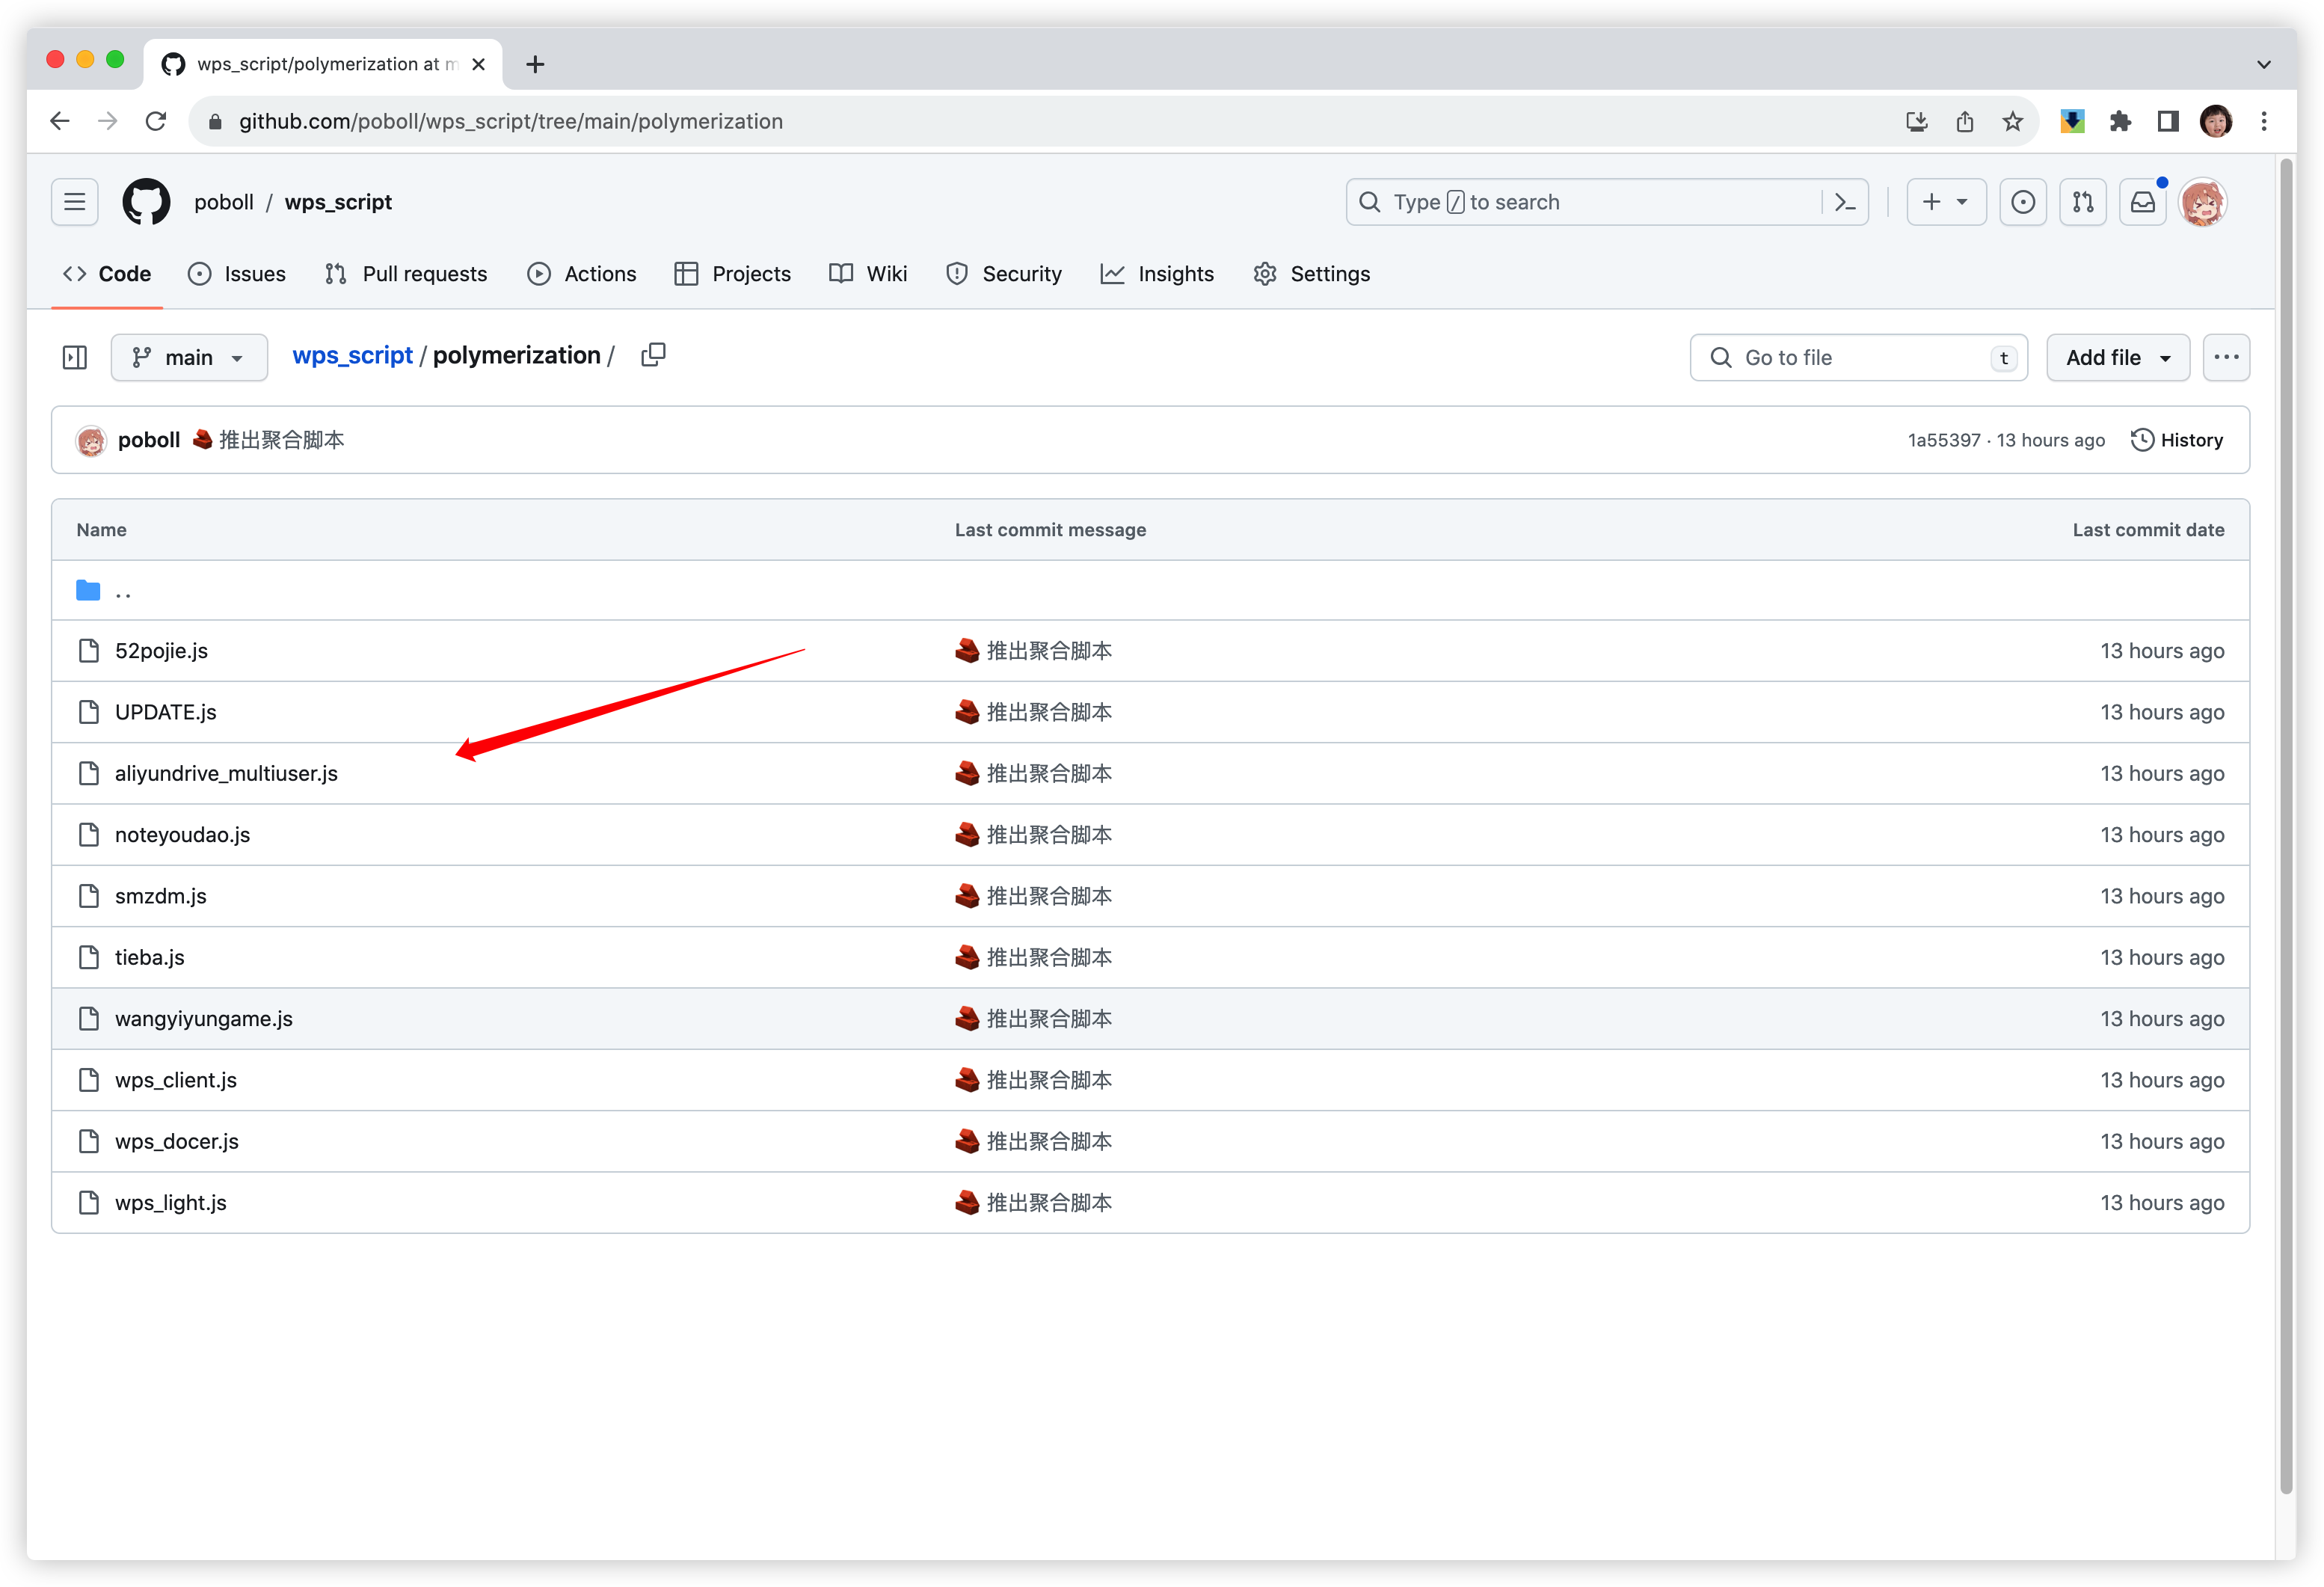 wps_script/polymerization at m
github.com/poboll/wps_script/tree/main/polymerization
poboll / wps_script
Type / to search
Code Issues Pull requests Actions Projects Wiki Security Insights Settings
main wps_script / polymerization / Go to file t Add file
poboll 推出聚合脚本 1a55397 · 13 hours ago History
Name Last commit message Last commit date
..
52pojie.js 推出聚合脚本 13 hours ago
UPDATE.js 推出聚合脚本 13 hours ago
aliyundrive_multiuser.js 推出聚合脚本 13 hours ago
noteyoudao.js 推出聚合脚本 13 hours ago
smzdm.js 推出聚合脚本 13 hours ago
tieba.js 推出聚合脚本 13 hours ago
wangyiyungame.js 推出聚合脚本 13 hours ago
wps_client.js 推出聚合脚本 13 hours ago
wps_docer.js 推出聚合脚本 13 hours ago
wps_light.js 推出聚合脚本 13 hours ago